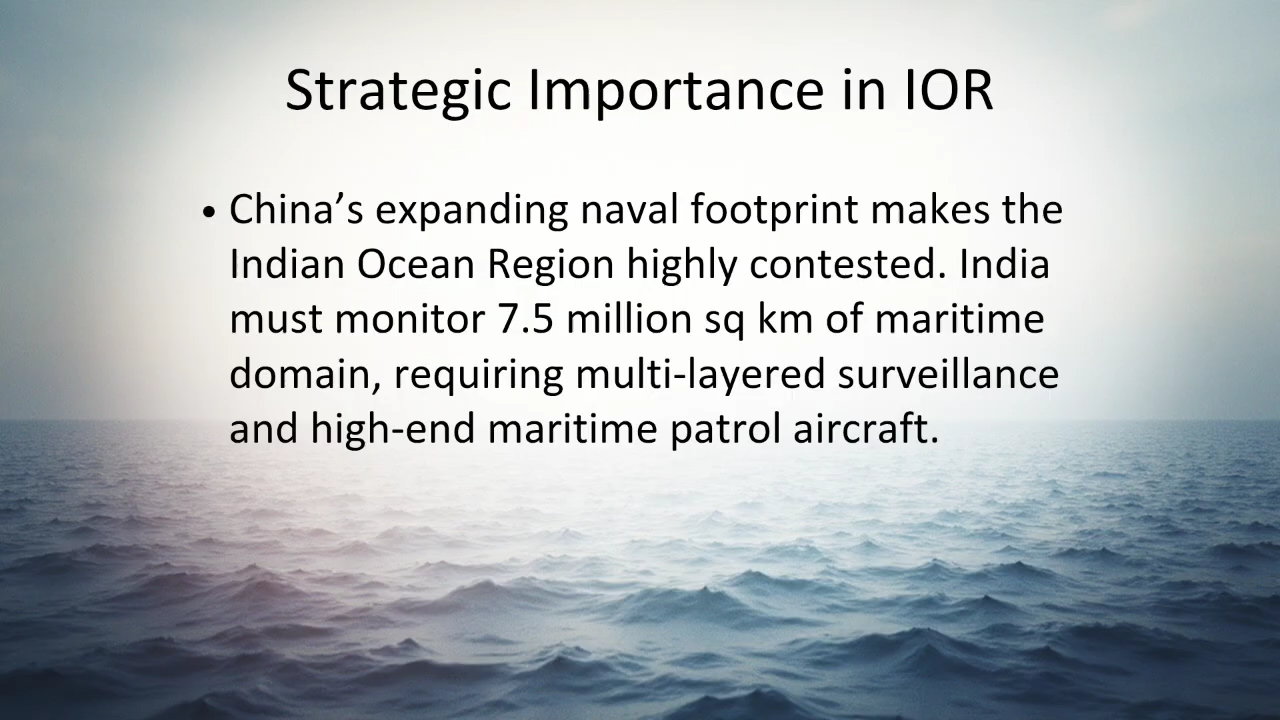 Strategic Importance in IOR
• China’s expanding naval footprint makes the
Indian Ocean Region highly contested. India
must monitor 7.5 million sq km of maritime
domain, requiring multi-layered surveillance
and high-end maritime patrol aircraft.